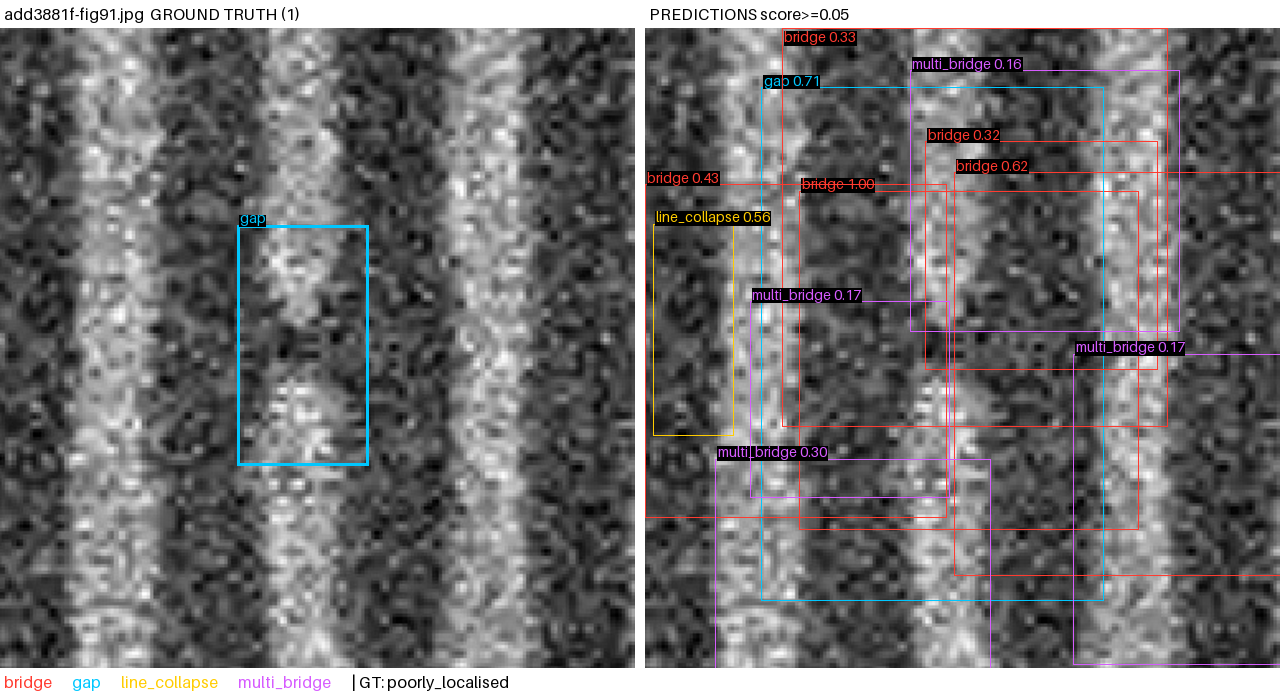 add3881f-fig91.jpg GROUND TRUTH (1)
PREDICTIONS score>=0.05
bridge 0.33
multi_bridge 0.16
gap 0.71
bridge 0.32
bridge 0.62
bridge 0.43
bridge 1.00
line_collapse 0.56
gap
multi_bridge 0.17
multi_bridge 0.17
multi_bridge 0.30
bridge gap line_collapse multi_bridge | GT: poorly_localised